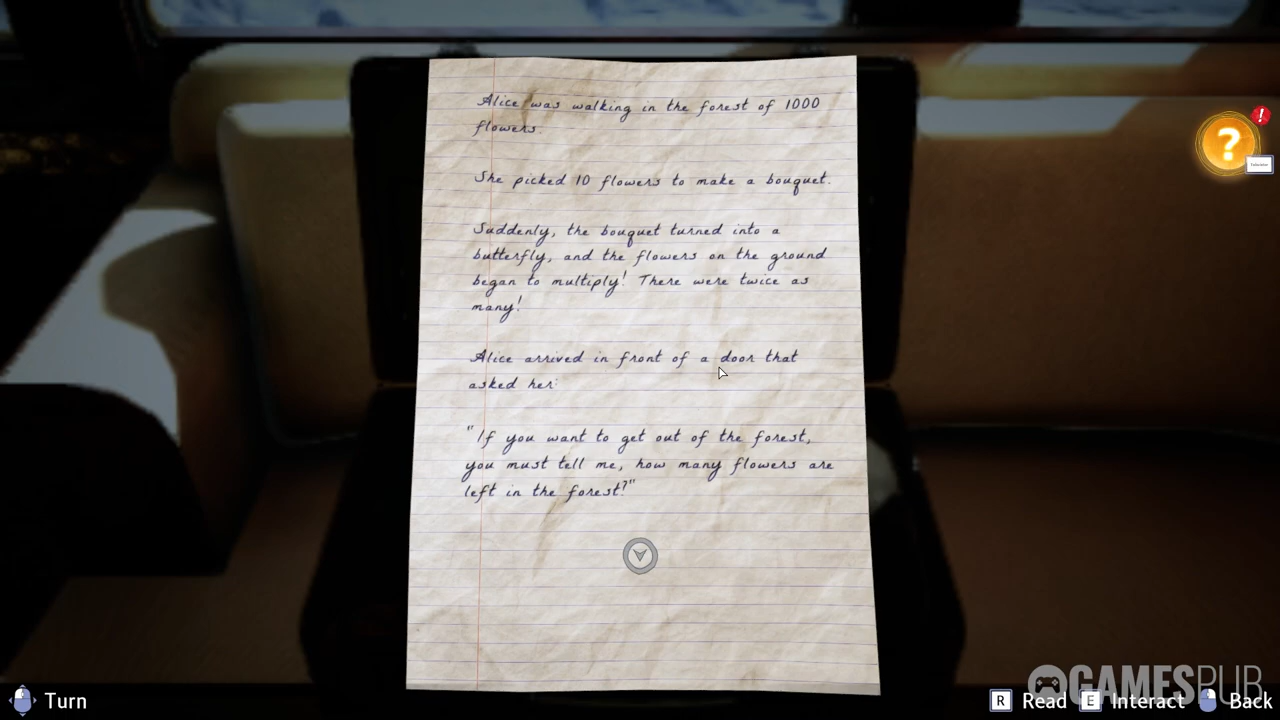 Alice was walking in the forest of 1000
flowers.
She picked 10 flowers to make a bouquet.
Suddenly, the bouquet turned into a
butterfly, and the flowers on the ground
began to multiply! There were twice as
many!
Alice arrived in front of a door that
asked her:
"If you want to get out of the forest,
you must tell me, how many flowers are
left in the forest?"
?
!
Turn
R Read E Interact Back
GAMESPUB